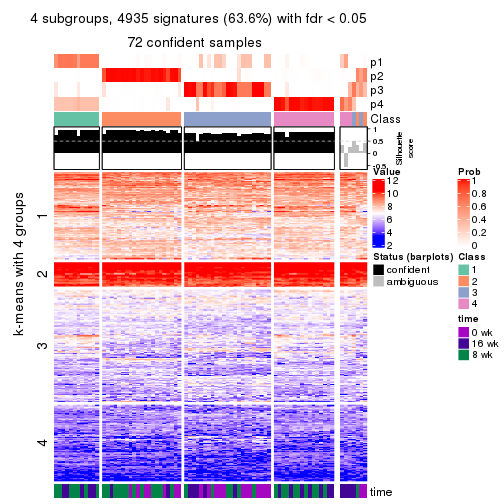 4 subgroups, 4935 signatures (63.6%) with fdr < 0.05
72 confident samples
p1
p2
p3
p4
Class
1
0.5
0
-0.5
Silhouette
score
k-means with 4 groups
1
2
3
4
time
Value
12
10
8
6
4
2
Prob
1
0.8
0.6
0.4
0.2
0
Status (barplots)
confident
ambiguous
Class
1
2
3
4
time
0 wk
16 wk
8 wk